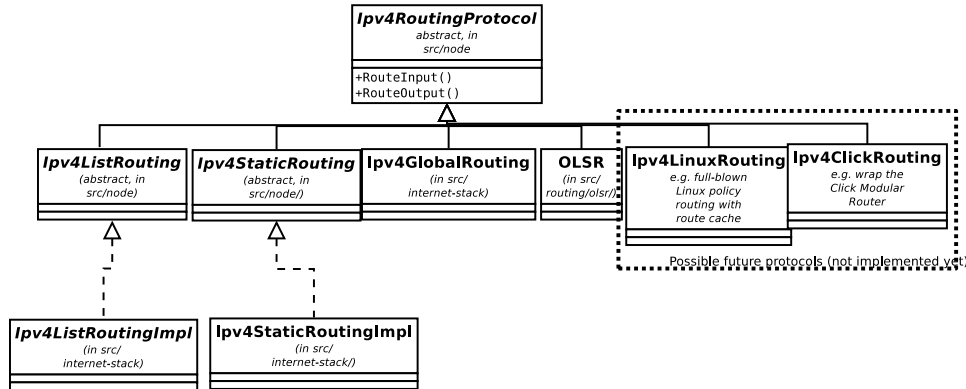 Ipv4RoutingProtocol
abstract, in
src/node
+RouteInput()
+RouteOutput()
Ipv4ListRouting
(abstract, in
src/node)
Ipv4StaticRouting
(abstract, in
src/node/)
Ipv4GlobalRouting
(in src/
internet-stack)
OLSR
(in src/
routing/olsr/)
Ipv4LinuxRouting
e.g. full-blown
Linux policy
routing with
route cache
Ipv4ClickRouting
e.g. wrap the
Click Modular
Router
Possible future protocols (not implemented yet)
Ipv4ListRoutingImpl
(in src/
internet-stack)
Ipv4StaticRoutingImpl
(in src/
internet-stack/)